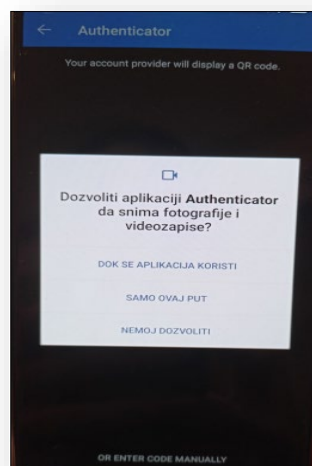 Authenticator
Your account provider will display a QR code.
Dozvoliti aplikaciji Authenticator
da snima fotografije i
videozapise?
DOK SE APLIKACIJA KORISTI
SAMO OVAJ PUT
NEMOJ DOZVOLITI
OR ENTER CODE MANUALLY